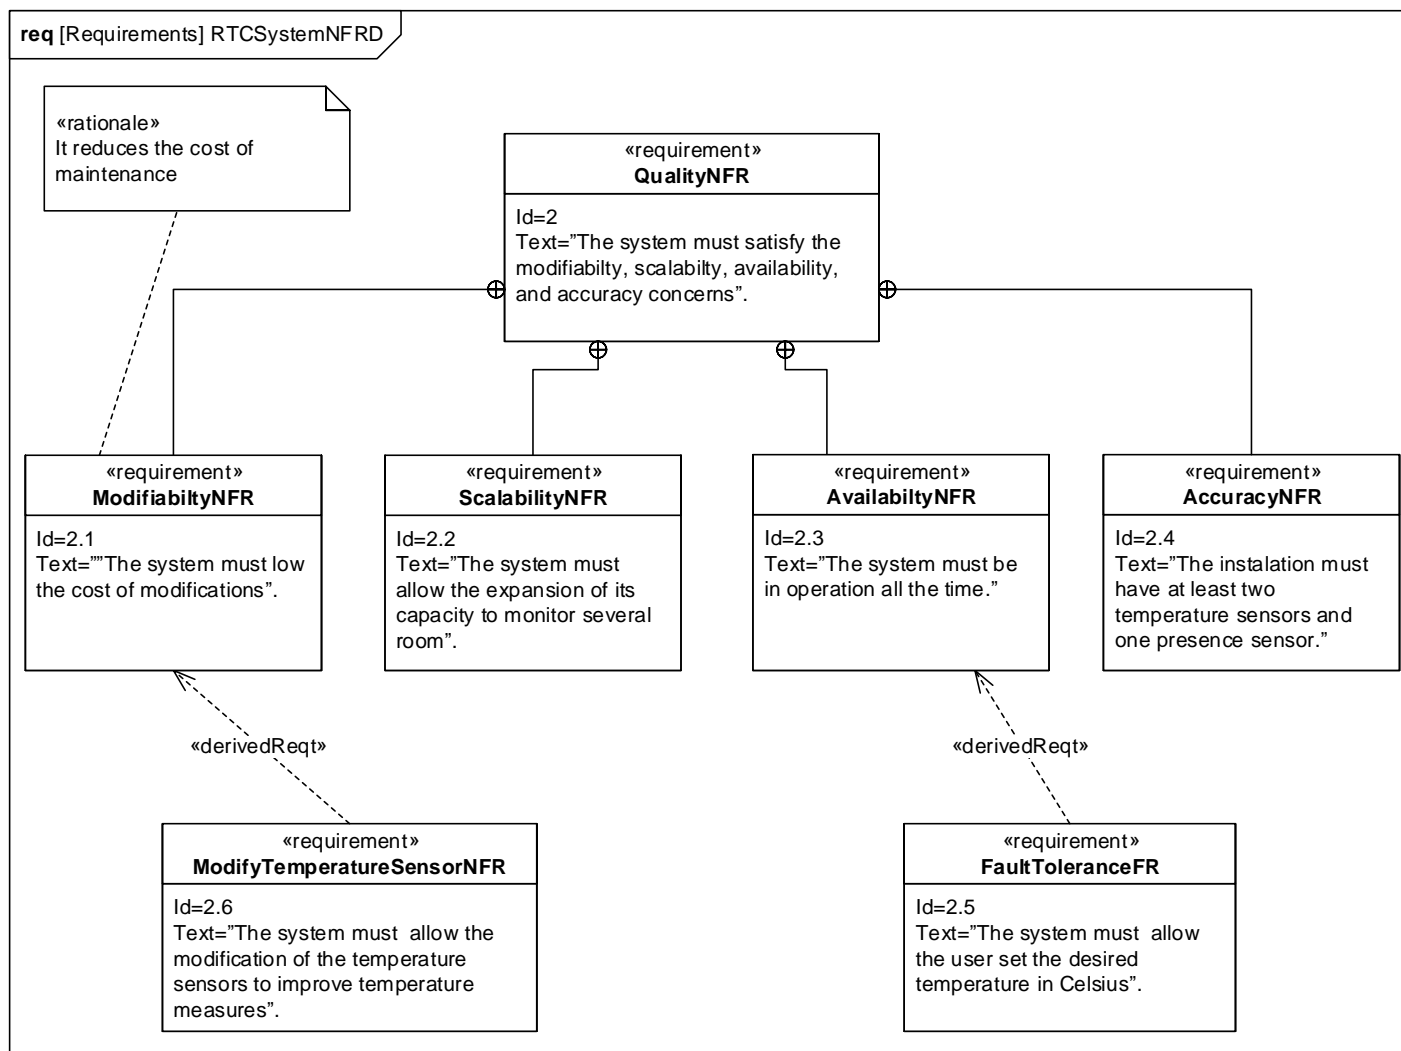 req [Requirements] RTCSystemNFRD
«rationale»
It reduces the cost of
maintenance
«requirement»
QualityNFR
Id=2
Text=”The system must satisfy the
modifiabilty, scalabilty, availability,
and accuracy concerns”.
«requirement»
ModifiabiltyNFR
Id=2.1
Text=””The system must low
the cost of modifications”.
«requirement»
ScalabilityNFR
Id=2.2
Text=”The system must
allow the expansion of its
capacity to monitor several
room”.
«requirement»
AvailabiltyNFR
Id=2.3
Text=”The system must be
in operation all the time.”
«requirement»
AccuracyNFR
Id=2.4
Text=”The instalation must
have at least two
temperature sensors and
one presence sensor.”
«derivedReqt»
«derivedReqt»
«requirement»
ModifyTemperatureSensorNFR
Id=2.6
Text=”The system must  allow the
modification of the temperature
sensors to improve temperature
measures”.
«requirement»
FaultToleranceFR
Id=2.5
Text=”The system must  allow
the user set the desired
temperature in Celsius”.